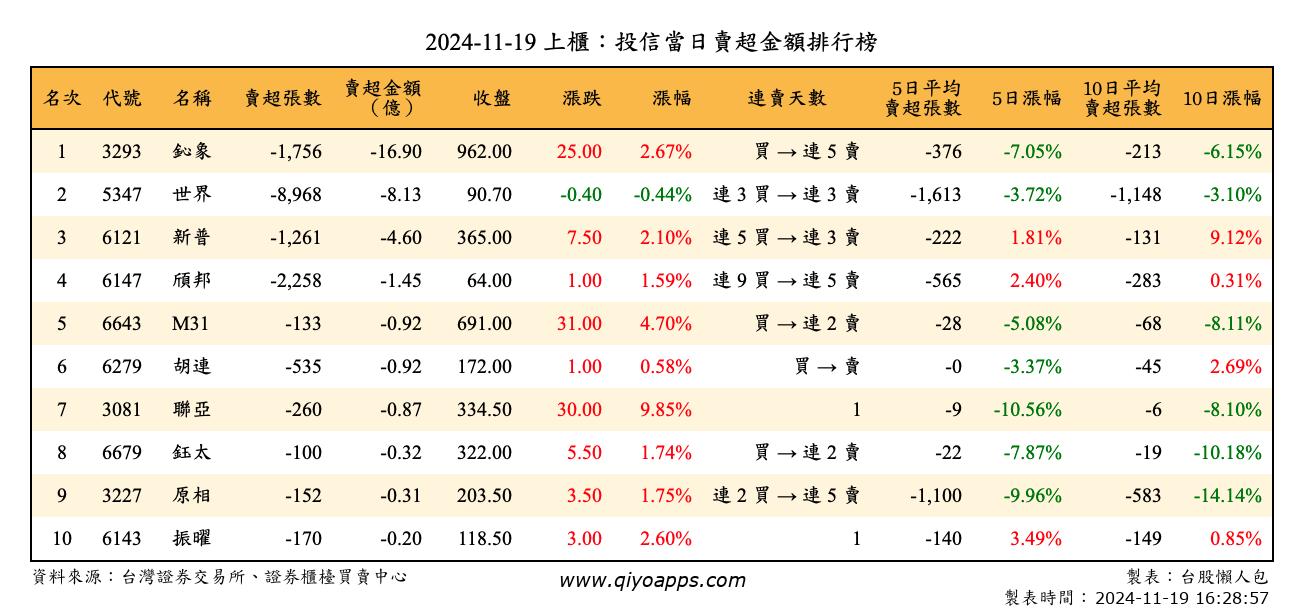 2024-11-19 上櫃：投信當日賣超金額排行榜
名次 代號 名稱 賣超張數 賣超金額（億） 收盤 漲跌 漲幅 連賣天數 5日平均賣超張數 5日漲幅 10日平均賣超張數 10日漲幅
1 3293 鈊象 -1,756 -16.90 962.00 25.00 2.67% 買 → 連 5 賣 -376 -7.05% -213 -6.15%
2 5347 世界 -8,968 -8.13 90.70 -0.40 -0.44% 連 3 買 → 連 3 賣 -1,613 -3.72% -1,148 -3.10%
3 6121 新普 -1,261 -4.60 365.00 7.50 2.10% 連 5 買 → 連 3 賣 -222 1.81% -131 9.12%
4 6147 頎邦 -2,258 -1.45 64.00 1.00 1.59% 連 9 買 → 連 5 賣 -565 2.40% -283 0.31%
5 6643 M31 -133 -0.92 691.00 31.00 4.70% 買 → 連 2 賣 -28 -5.08% -68 -8.11%
6 6279 胡連 -535 -0.92 172.00 1.00 0.58% 買 → 賣 -0 -3.37% -45 2.69%
7 3081 聯亞 -260 -0.87 334.50 30.00 9.85% 1 -9 -10.56% -6 -8.10%
8 6679 鈺太 -100 -0.32 322.00 5.50 1.74% 買 → 連 2 賣 -22 -7.87% -19 -10.18%
9 3227 原相 -152 -0.31 203.50 3.50 1.75% 連 2 買 → 連 5 賣 -1,100 -9.96% -583 -14.14%
10 6143 振曜 -170 -0.20 118.50 3.00 2.60% 1 -140 3.49% -149 0.85%
資料來源：台灣證券交易所、證券櫃檯買賣中心 www.qiyoapps.com 製表：台股懶人包
製表時間：2024-11-19 16:28:57